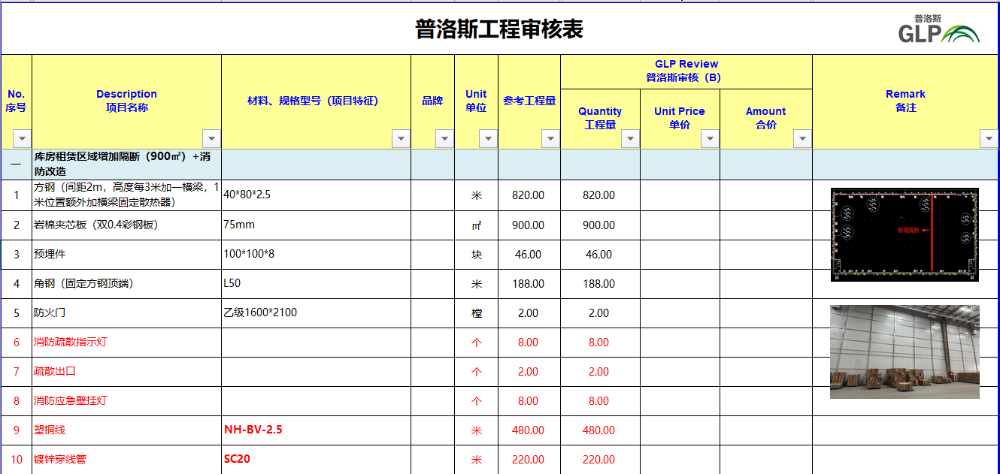 普洛斯工程审核表
普洛斯
GLP
No.
序号
Description
项目名称
材料、规格型号（项目特征）
品牌
Unit
单位
参考工程量
GLP Review
普洛斯审核（B）
Quantity
工程量
Unit Price
单价
Amount
合价
Remark
备注
一 库房租赁区域增加隔断（900㎡）+消
防改造
1 方钢（间距2m，高度每3米加一横梁，1
米位置额外加横梁固定散热器） 40*80*2.5 米 820.00 820.00
2 岩棉夹芯板（双0.4彩钢板） 75mm ㎡ 900.00 900.00
3 预埋件 100*100*8 块 46.00 46.00
4 角钢（固定方钢顶端） L50 米 188.00 188.00
5 防火门 乙级1600*2100 樘 2.00 2.00
6 消防疏散指示灯 个 8.00 8.00
7 疏散出口 个 2.00 2.00
8 消防应急壁挂灯 个 8.00 8.00
9 塑铜线 NH-BV-2.5 米 480.00 480.00
10 镀锌穿线管 SC20 米 220.00 220.00
新增隔断